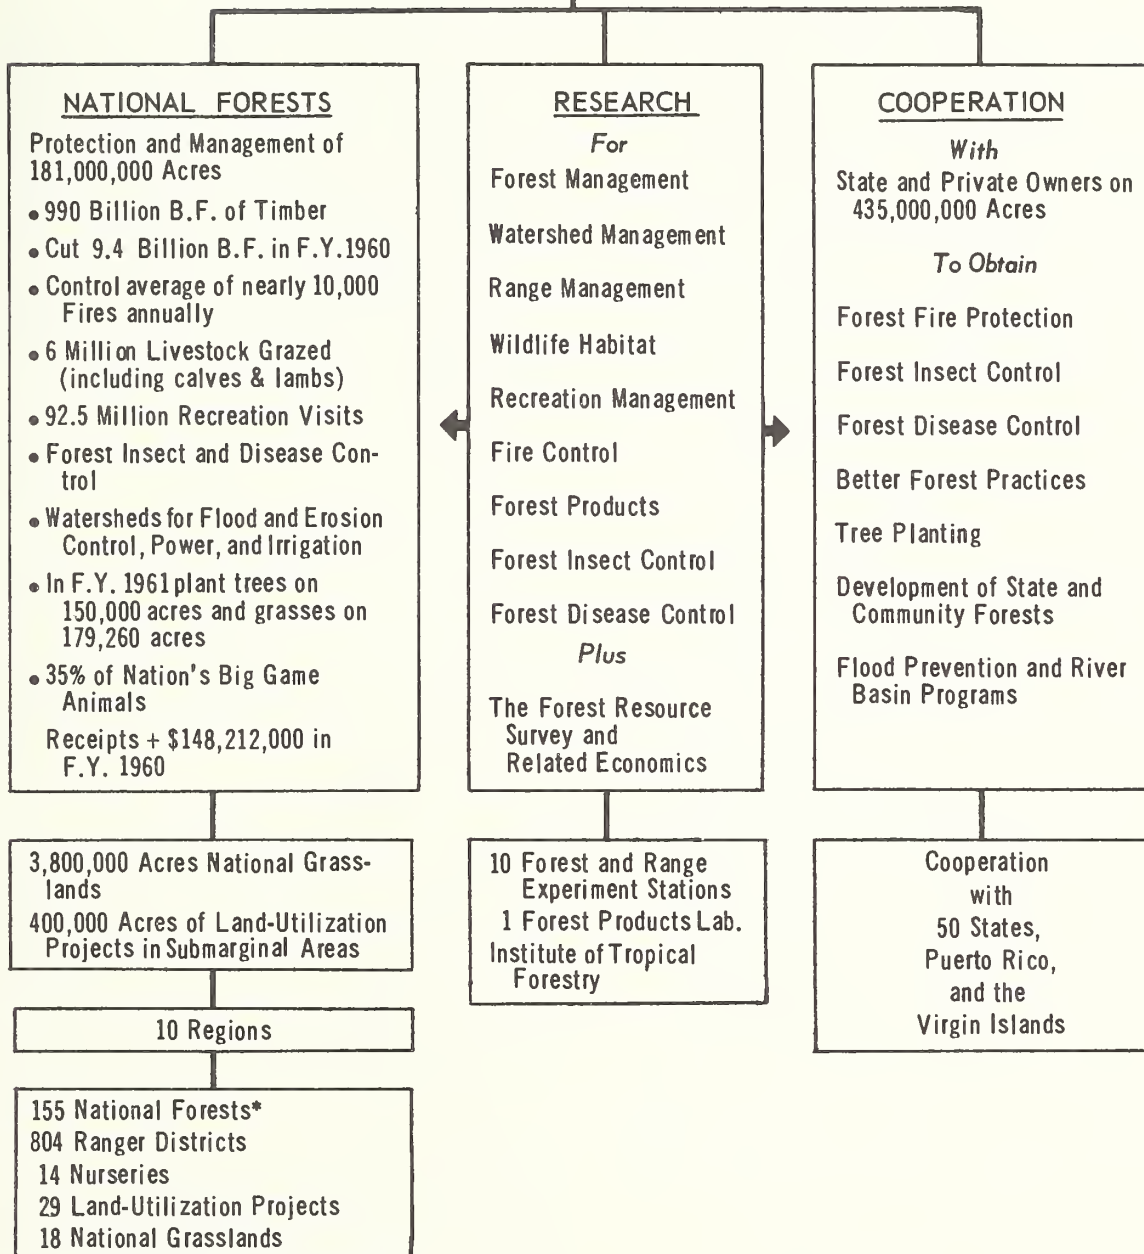 NATIONAL FORESTS
Protection and Management of
181,000,000 Acres
• 990 Billion B.F. of Timber
• Cut 9.4 Billion B.F. in F.Y.1960
• Control average of nearly 10,000
Fires annually
• 6 Million Livestock Grazed
(including calves & lambs)
• 92.5 Million Recreation Visits
• Forest Insect and Disease Con-
trol
• Watersheds for Flood and Erosion
Control, Power, and Irrigation
• In F.Y. 1961 plant trees on
150,000 acres and grasses on
179,260 acres
• 35% of Nation's Big Game
Animals
Receipts + $148,212,000 in
F.Y. 1960
3,800,000 Acres National Grass-
lands
400,000 Acres of Land-Utilization
Projects in Submarginal Areas
10 Regions
155 National Forests*
804 Ranger Districts
14 Nurseries
29 Land-Utilization Projects
18 National Grasslands
RESEARCH
For
Forest Management
Watershed Management
Range Management
Wildlife Habitat
Recreation Management
Fire Control
Forest Products
Forest Insect Control
Forest Disease Control
Plus
The Forest Resource
Survey and
Related Economics
10 Forest and Range
Experiment Stations
1 Forest Products Lab.
Institute of Tropical
Forestry
COOPERATION
With
State and Private Owners on
435,000,000 Acres
To Obtain
Forest Fire Protection
Forest Insect Control
Forest Disease Control
Better Forest Practices
Tree Planting
Development of State and
Community Forests
Flood Prevention and River
Basin Programs
Cooperation
with
50 States,
Puerto Rico,
and the
Virgin Islands